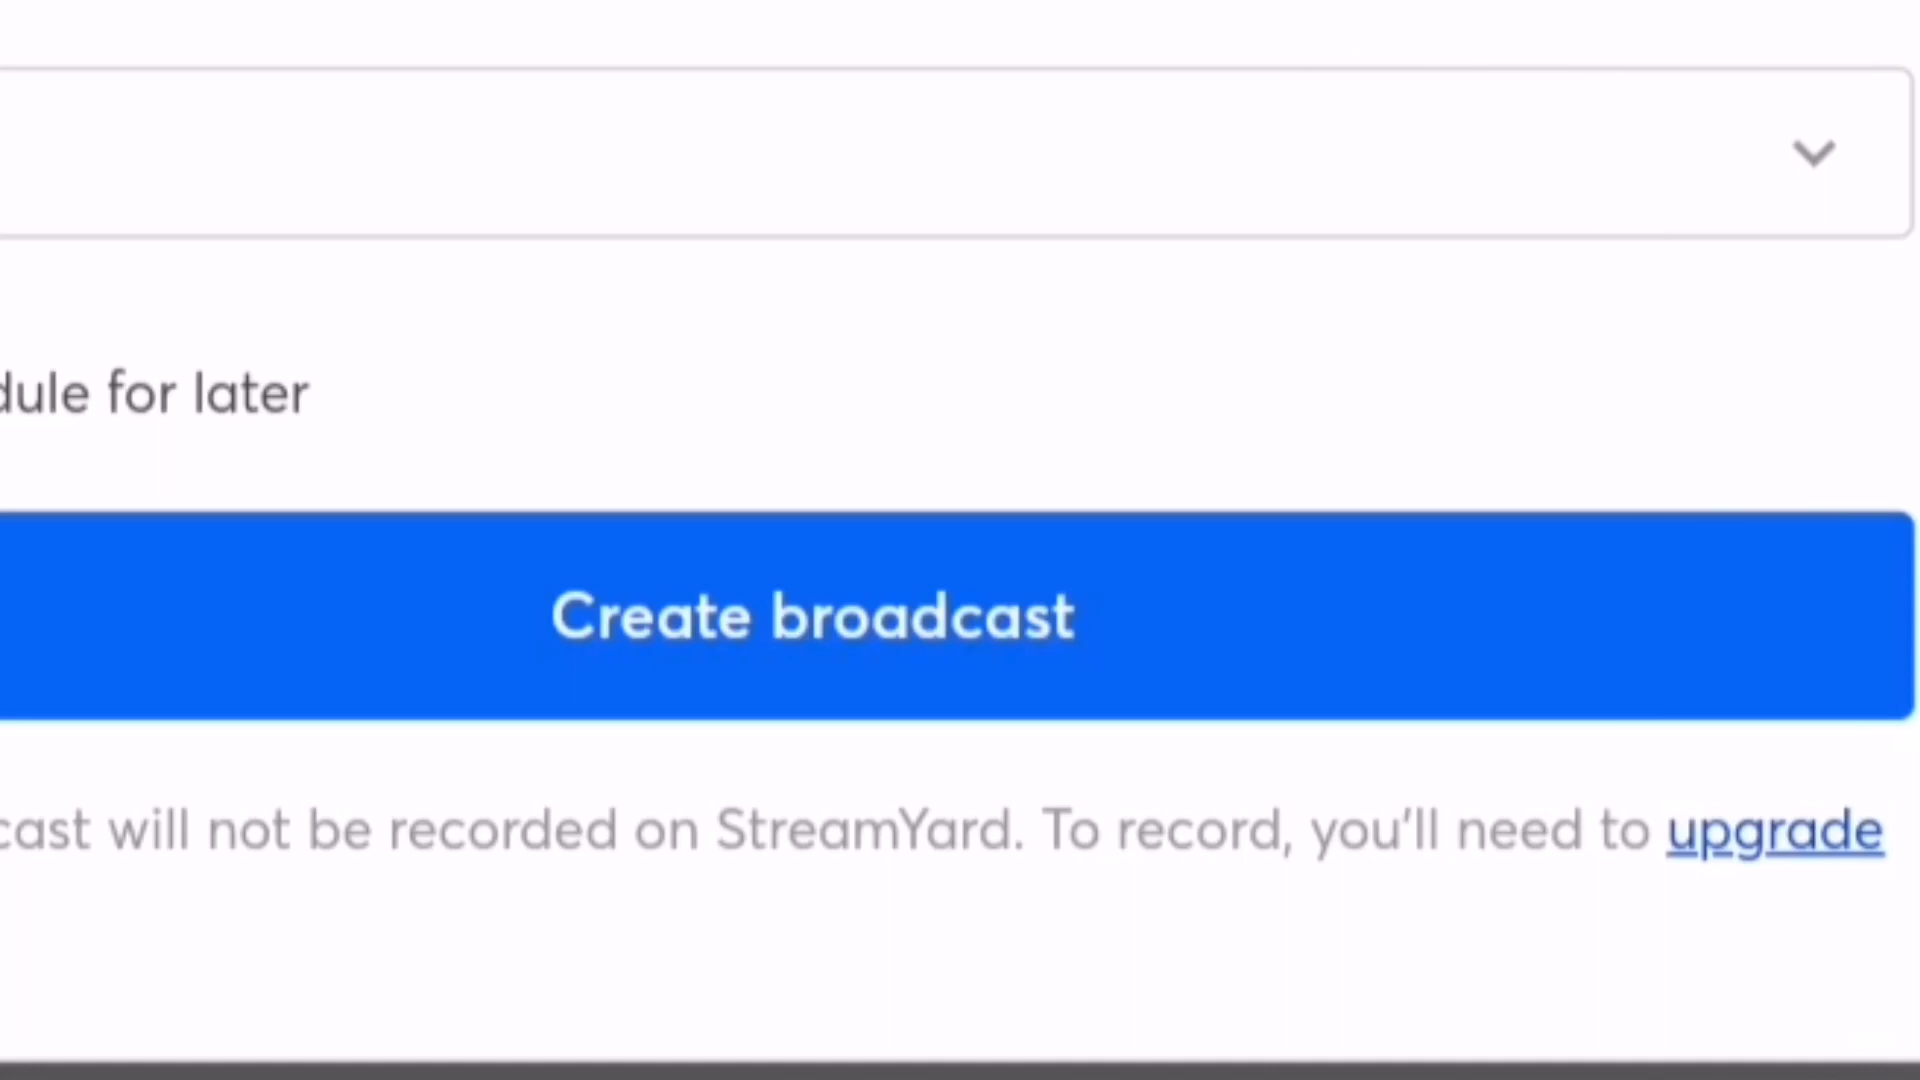 dule for later
Create broadcast
cast will not be recorded on StreamYard. To record, you'll need to upgrade